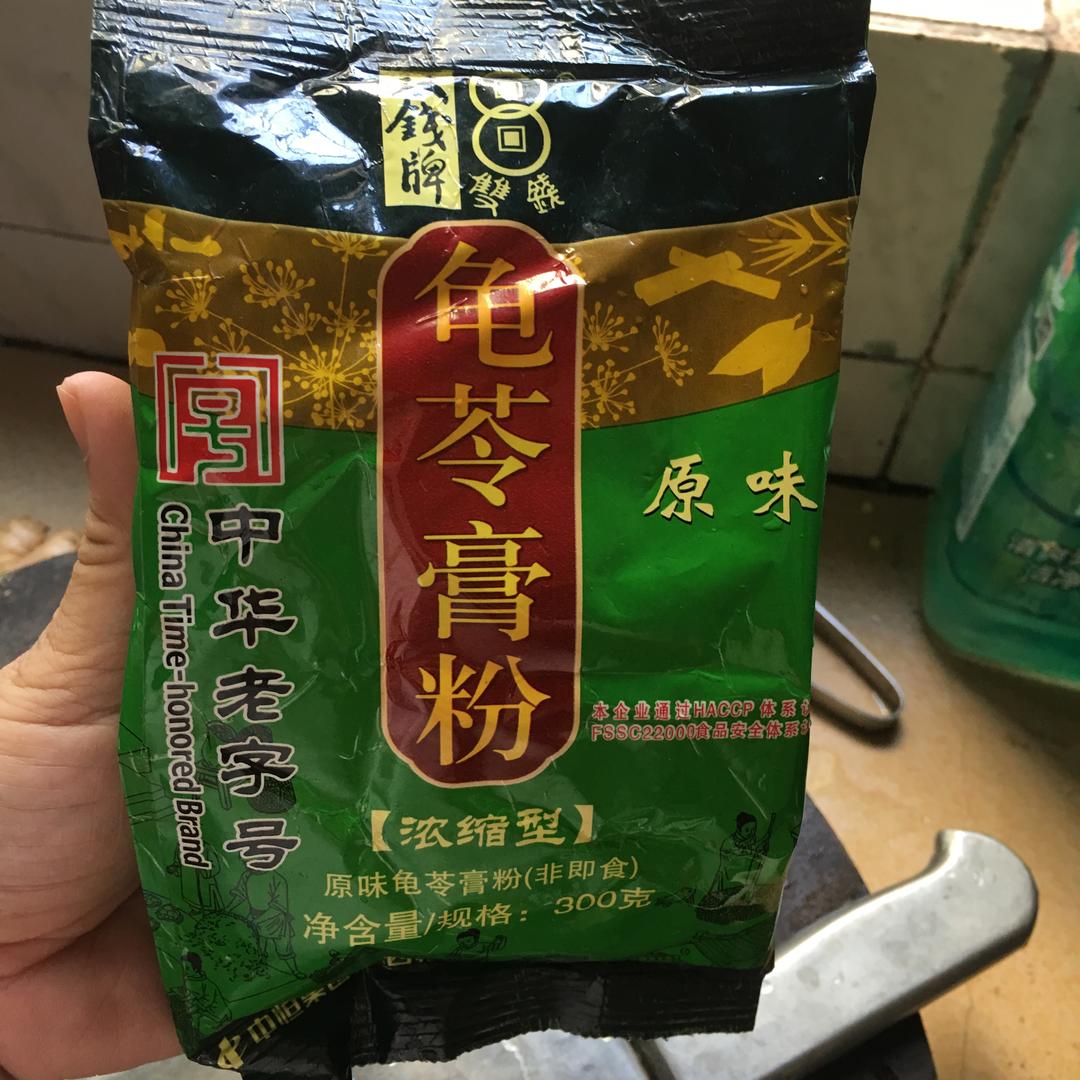 錢牌
雙錢
龟苓膏粉
原味
中华老字号
China Time-honored Brand
本企业通过HACCP体系
FSSC22000食品安全体系
【浓缩型】
原味龟苓膏粉(非即食)
净含量/规格：300克